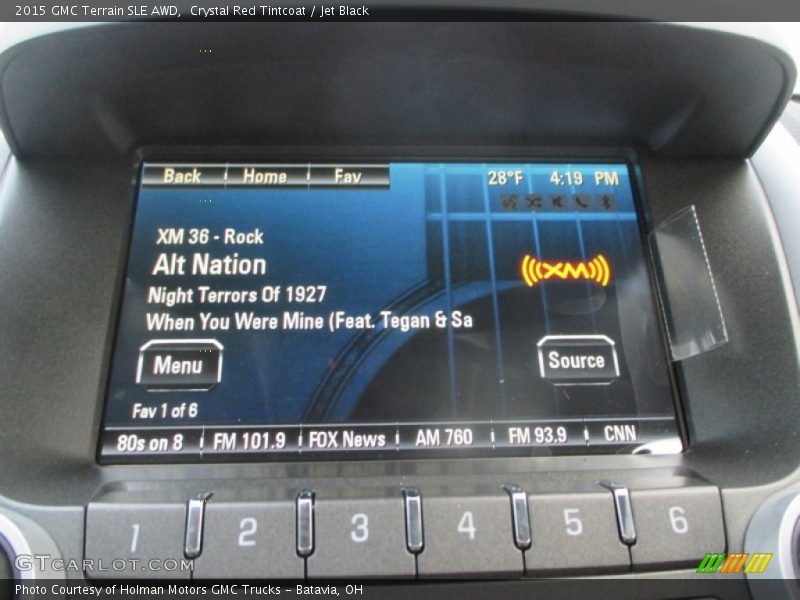 2015 GMC Terrain SLE AWD,  Crystal Red Tintcoat / Jet Black
Back Home Fav 28°F 4:19 PM
XM 36 - Rock
Alt Nation
XM
Night Terrors Of 1927
When You Were Mine (Feat. Tegan & Sa
Menu Source
Fav 1 of 6
80s on 8 FM 101.9 FOX News AM 760 FM 93.9 CNN
1 2 3 4 5 6
GTCarLot.com
Photo Courtesy of Holman Motors GMC Trucks – Batavia, OH